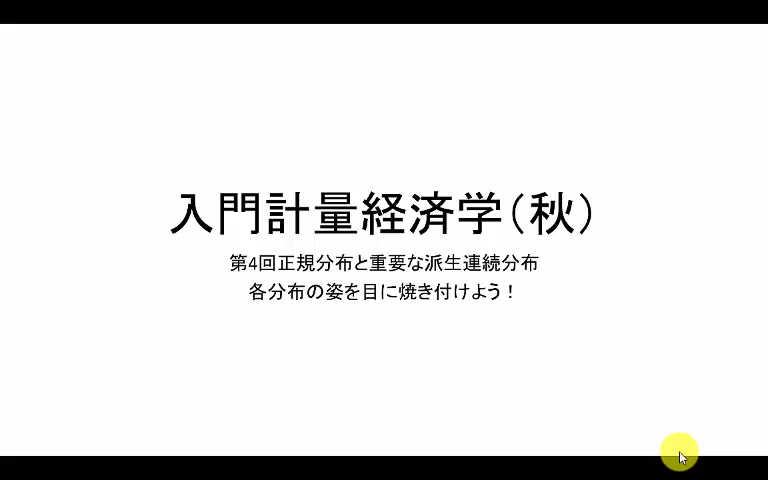 入門計量経済学（秋）
第4回正規分布と重要な派生連続分布
各分布の姿を目に焼き付けよう！